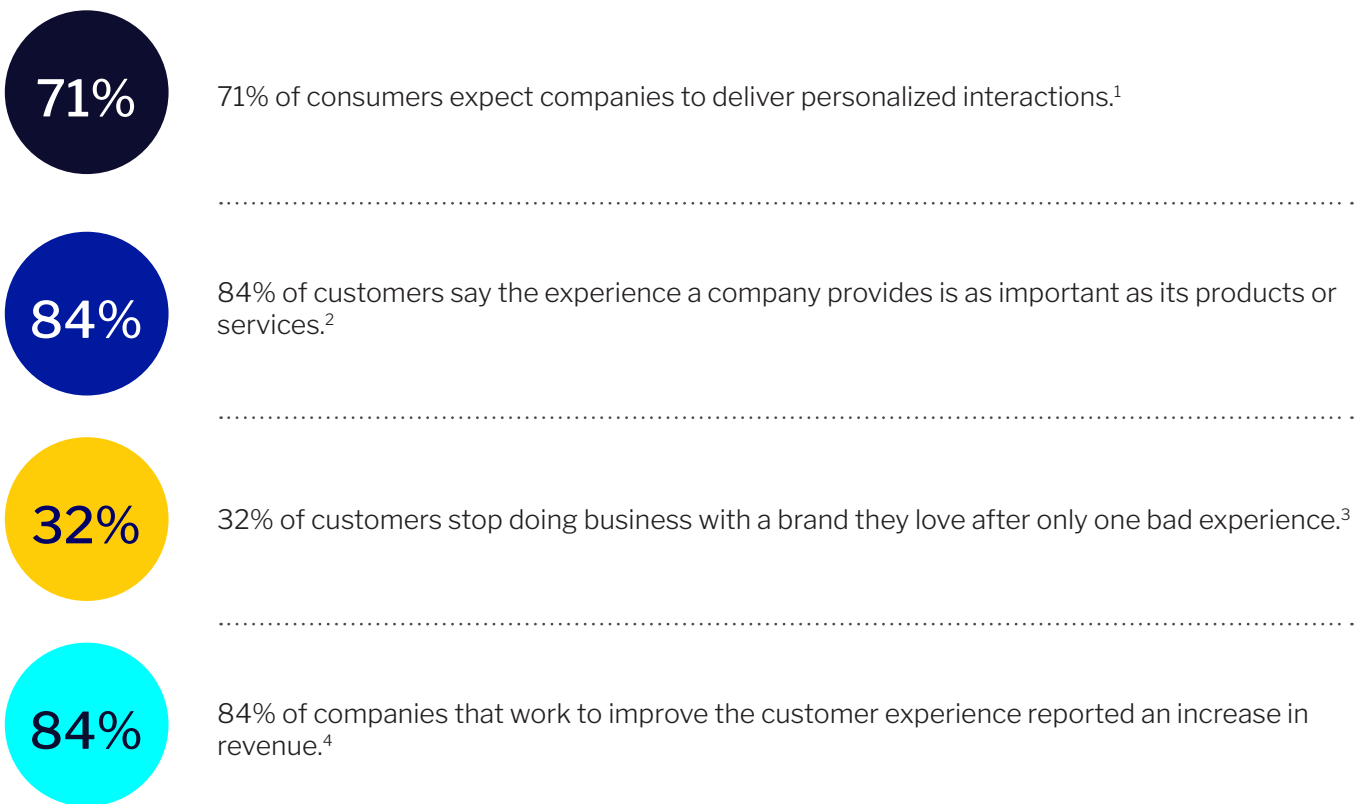 71%
71% of consumers expect companies to deliver personalized interactions.¹
84%
84% of customers say the experience a company provides is as important as its products or
services.²
32%
32% of customers stop doing business with a brand they love after only one bad experience.³
84%
84% of companies that work to improve the customer experience reported an increase in
revenue.⁴